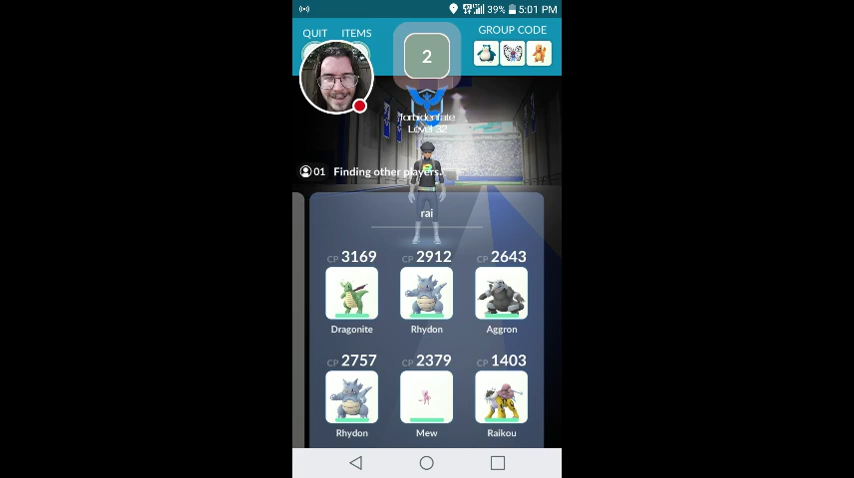 39% 5:01 PM
QUIT ITEMS
GROUP CODE
2
forbidenfate
Level 32
01 Finding other players.
rai
CP 3169
CP 2912
CP 2643
Dragonite
Rhydon
Aggron
CP 2757
CP 2379
CP 1403
Rhydon
Mew
Raikou